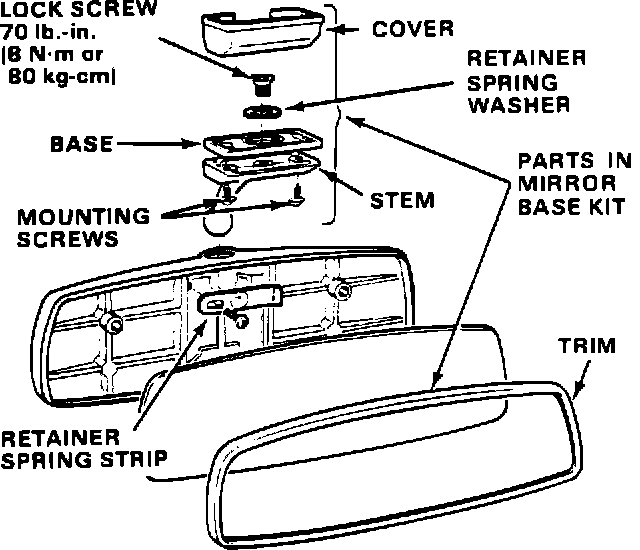 LOCK SCREW
70 lb.-in.
(8 N·m or
80 kg-cm)
COVER
RETAINER
SPRING
WASHER
BASE
PARTS IN
MIRROR
BASE KIT
STEM
MOUNTING
SCREWS
TRIM
RETAINER
SPRING STRIP